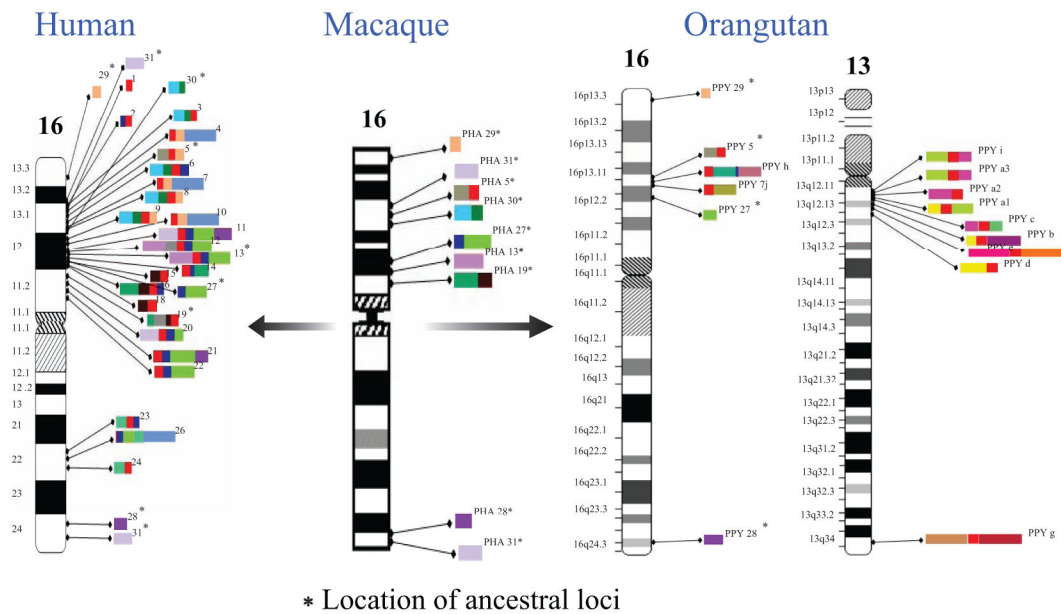 Human
Macaque
Orangutan
16
13.3
13.2
13.1
12
11.2
11.1
11.1
11.2
12.1
12.2
13
21
22
23
24
29 *
31 *
1
30 *
2
3
4
5 *
6
7
8
9
10
11
12
13 *
14
15
16
27 *
18
19 *
20
21
22
23
26
24
28 *
31 *
16
PHA 29*
PHA 31*
PHA 5*
PHA 30*
PHA 27*
PHA 13*
PHA 19*
PHA 28*
PHA 31*
16
16p13.3
16p13.2
16p13.13
16p13.11
16p12.2
16p11.2
16p11.1
16q11.1
16q11.2
16q12.1
16q12.2
16q13
16q21
16q22.1
16q22.2
16q23.1
16q23.3
16q24.3
PPY 29 *
PPY 5 *
PPY h
PPY 7j
PPY 27 *
PPY 28 *
13
13p13
13p12
13p11.2
13p11.1
13q12.11
13q12.13
13q12.3
13q13.2
13q14.11
13q14.13
13q14.3
13q21.2
13q21.32
13q22.1
13q22.3
13q31.2
13q32.1
13q32.3
13q33.2
13q34
PPY i
PPY a3
PPY a2
PPY a1
PPY c
PPY b
PPY d
PPY g
* Location of ancestral loci